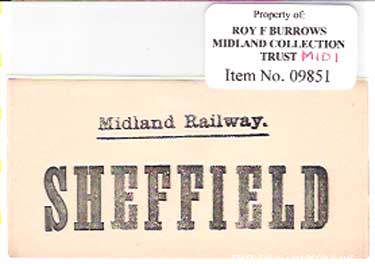 Property of:
ROY F BURROWS
MIDLAND COLLECTION
TRUST MID1
Item No. 09851
Midland Railway.
SHEFFIELD